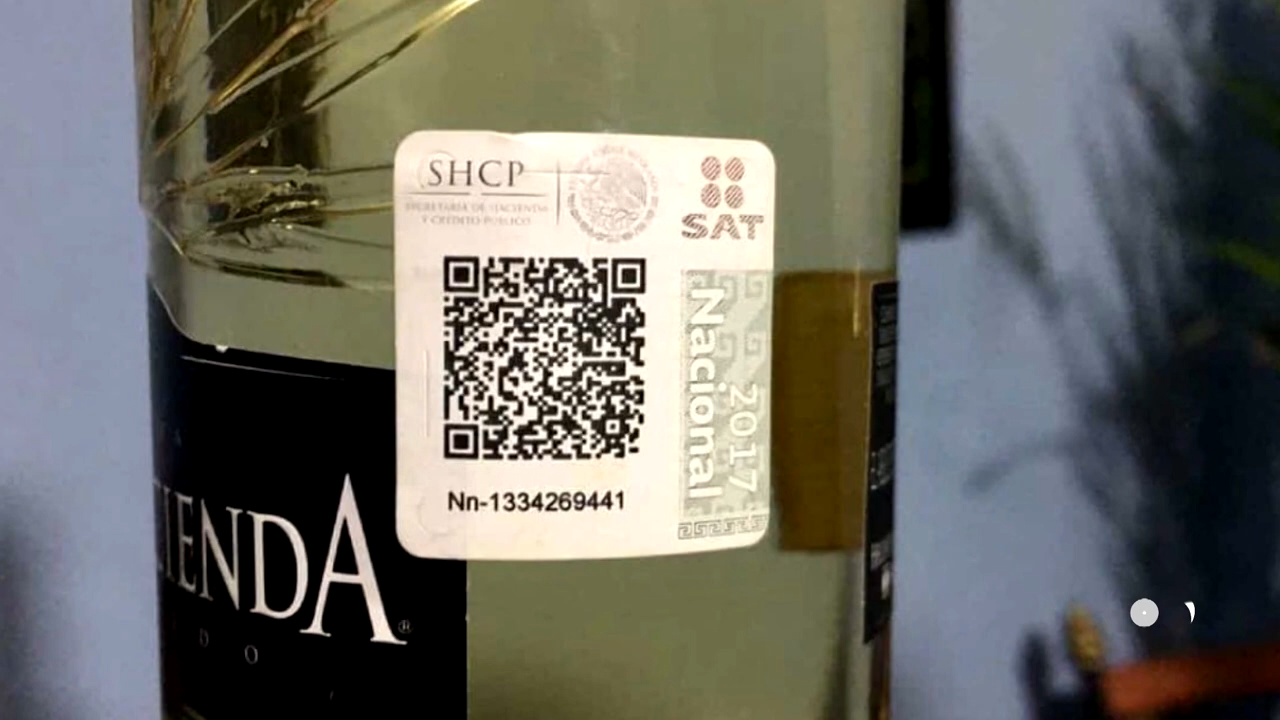 SHCP
SECRETARÍA DE HACIENDA
Y CRÉDITO PÚBLICO
SAT
Nacional
2017
Nn-1334269441
IENDA®
D O